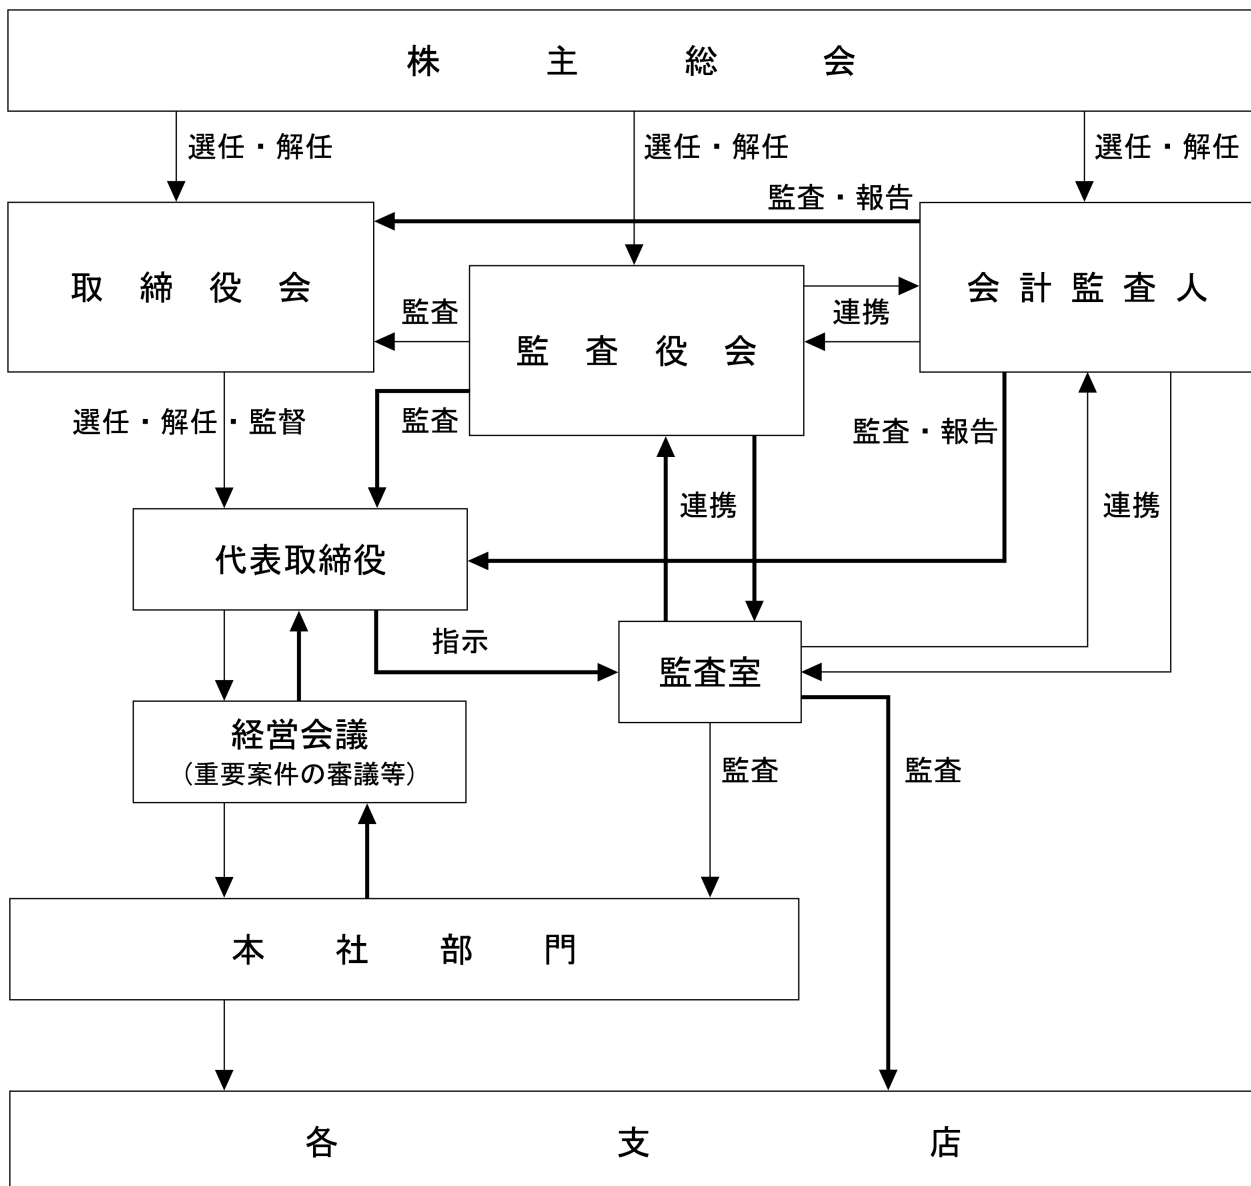 株主総会
選任・解任
選任・解任
選任・解任
監査・報告
取締役会
監査役会
会計監査人
監査
連携
選任・解任・監督
監査
監査・報告
連携
連携
代表取締役
指示
監査室
経営会議
（重要案件の審議等）
監査
監査
本社部門
各支店